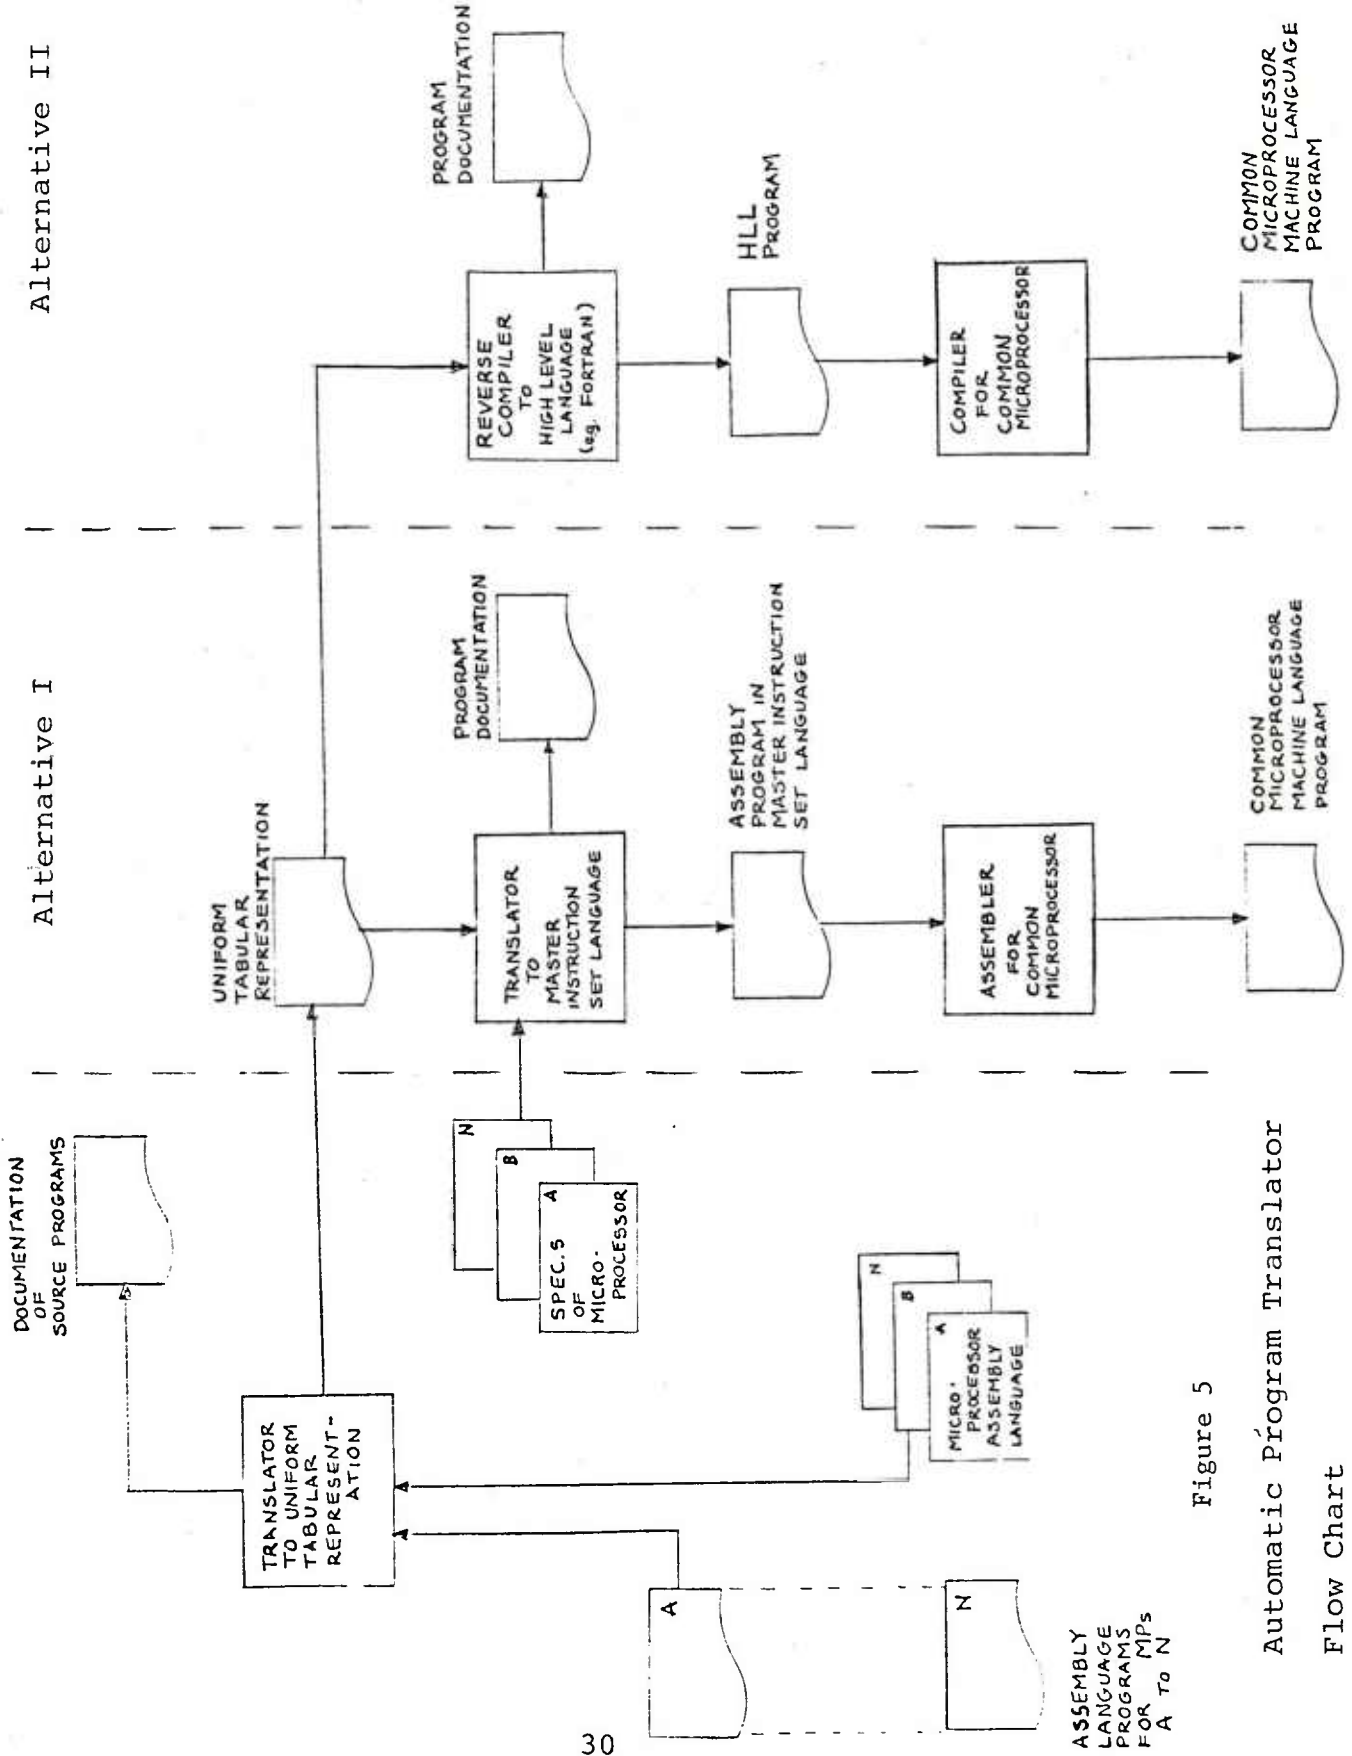 Alternative I
Alternative II
DOCUMENTATION
OF
SOURCE PROGRAMS
UNIFORM
TABULAR
REPRESENTATION
TRANSLATOR
TO UNIFORM
TABULAR
REPRESENT-
ATION
N
B
A
SPEC.S
OF
MICRO-
PROCESSOR
TRANSLATOR
TO
MASTER
INSTRUCTION
SET LANGUAGE
PROGRAM
DOCUMENTATION
REVERSE
COMPILER
TO
HIGH LEVEL
LANGUAGE
(e.g. FORTRAN)
PROGRAM
DOCUMENTATION
A
N
ASSEMBLY
LANGUAGE
PROGRAMS
FOR MPs
A TO N
N
B
A
MICRO-
PROCESSOR
ASSEMBLY
LANGUAGE
ASSEMBLY
PROGRAM IN
MASTER INSTRUCTION
SET LANGUAGE
HLL
PROGRAM
ASSEMBLER
FOR
COMMON
MICROPROCESSOR
COMPILER
FOR
COMMON
MICROPROCESSOR
COMMON
MICROPROCESSOR
MACHINE LANGUAGE
PROGRAM
COMMON
MICROPROCESSOR
MACHINE LANGUAGE
PROGRAM
Figure 5
Automatic Program Translator
Flow Chart
30